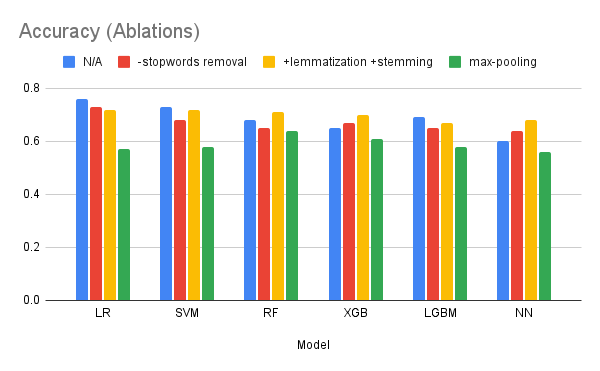 Accuracy (Ablations)
N/A -stopwords removal +lemmatization +stemming max-pooling
0.8
0.6
0.4
0.2
0.0
LR SVM RF XGB LGBM NN
Model